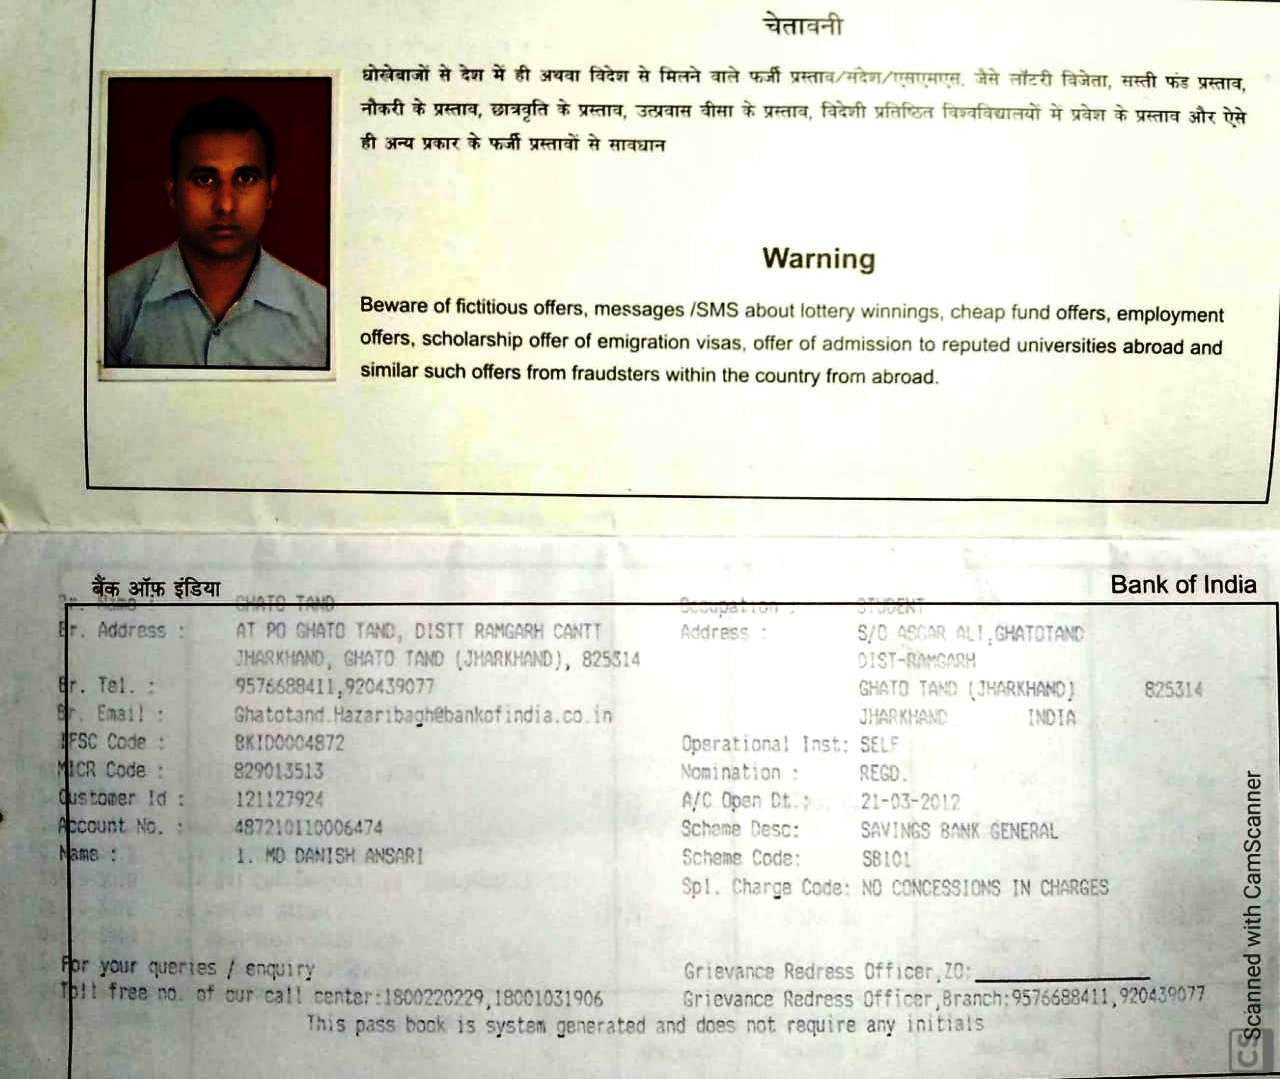 चेतावनी
धोखेबाजों से देश में ही अथवा विदेश से मिलने वाले फर्जी प्रस्ताव/संदेश/एसएमएस, जैसे लॉटरी विजेता, सस्ती फंड प्रस्ताव,
नौकरी के प्रस्ताव, छात्रवृति के प्रस्ताव, उत्प्रवास वीसा के प्रस्ताव, विदेशी प्रतिष्ठित विश्वविद्यालयों में प्रवेश के प्रस्ताव और ऐसे
ही अन्य प्रकार के फर्जी प्रस्तावों से सावधान
Warning
Beware of fictitious offers, messages /SMS about lottery winnings, cheap fund offers, employment
offers, scholarship offer of emigration visas, offer of admission to reputed universities abroad and
similar such offers from fraudsters within the country from abroad.
बैंक ऑफ़ इंडिया Bank of India
Br. Name : GHATO TAND Occupation : STUDENT
Br. Address : AT PO GHATO TAND, DISTT RAMGARH CANTT Address : S/O ASGAR ALI,GHATOTAND
JHARKHAND, GHATO TAND (JHARKHAND), 825314 DIST-RAMGARH
Br. Tel. : 9576688411,920439077 GHATO TAND (JHARKHAND) 825314
Br. Email : Ghatotand.Hazaribagh@bankofindia.co.in JHARKHAND INDIA
IFSC Code : BKID0004872 Operational Inst: SELF
MICR Code : 829013513 Nomination : REGD.
Customer Id : 121127924 A/C Open Dt.: 21-03-2012
Account No. : 487210110006474 Scheme Desc: SAVINGS BANK GENERAL
Name : 1. MD DANISH ANSARI Scheme Code: SB101
Spl. Charge Code: NO CONCESSIONS IN CHARGES
For your queries / enquiry Grievance Redress Officer,ZO:
Toll free no. of our call center:1800220229,18001031906 Grievance Redress Officer,Branch:9576688411,920439077
This pass book is system generated and does not require any initials
Scanned with CamScanner
CS